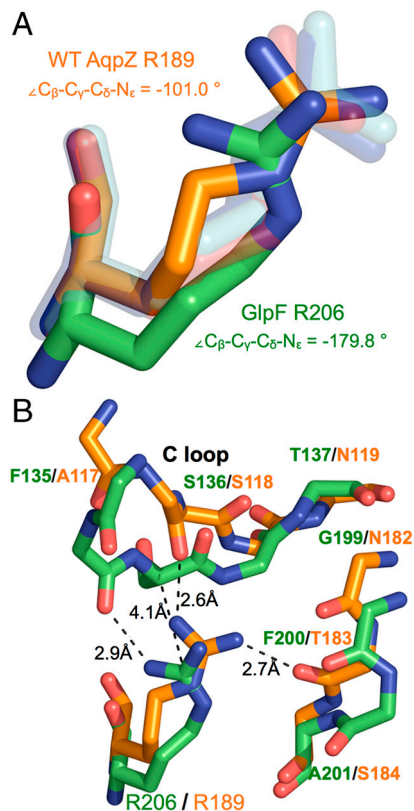 A
WT AqpZ R189
∠Cβ-Cγ-Cδ-Nε = -101.0 °
GlpF R206
∠Cβ-Cγ-Cδ-Nε = -179.8 °
B
C loop
F135/A117
S136/S118
T137/N119
G199/N182
4.1Å
2.6Å
F200/T183
2.9Å
2.7Å
A201/S184
R206 / R189